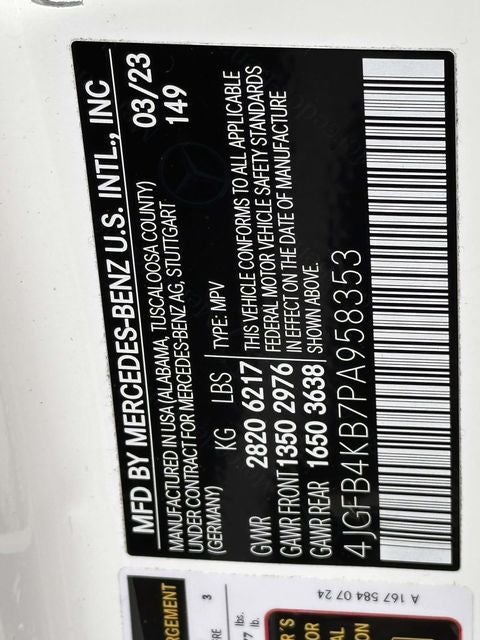 MFD BY MERCEDES-BENZ U.S. INTL., INC
MANUFACTURED IN USA (ALABAMA, TUSCALOOSA COUNTY)
UNDER CONTRACT FOR MERCEDES-BENZ AG, STUTTGART
(GERMANY)
03/23
149
KG LBS TYPE: MPV
GVWR 2820 6217
GAWR FRONT 1350 2976
GAWR REAR 1650 3638
THIS VEHICLE CONFORMS TO ALL APPLICABLE
FEDERAL MOTOR VEHICLE SAFETY STANDARDS
IN EFFECT ON THE DATE OF MANUFACTURE
SHOWN ABOVE.
4JGFB4KB7PA958353
A 167 584 07 24
3
lbs.
lb.